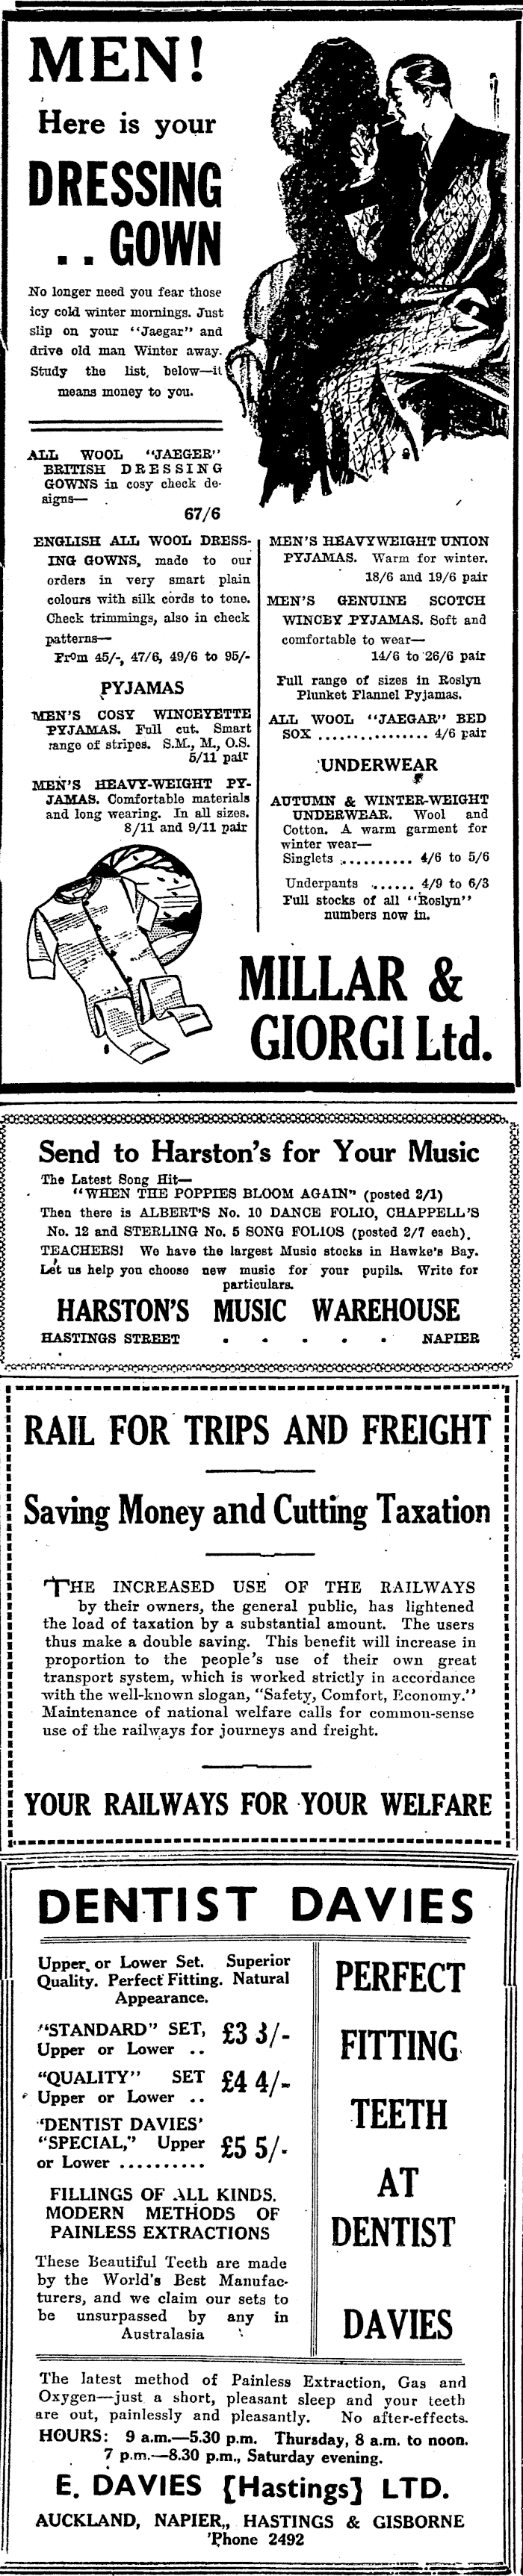 MEN!
Here is your
DRESSING
.. GOWN
No longer need you fear those
icy cold winter mornings. Just
slip on your "Jaegar" and
drive old man Winter away.
Study the list, below—it
means money to you.
ALL WOOL "JAEGER"
BRITISH DRESSING
GOWNS in cosy check de-
signs—
67/6
ENGLISH ALL WOOL DRESS-
ING GOWNS, made to our
orders in very smart plain
colours with silk cords to tone.
Check trimmings, also in check
patterns—
From 45/-, 47/6, 49/6 to 95/-
PYJAMAS
MEN'S COSY WINCEYETTE
PYJAMAS. Full cut. Smart
range of stripes. S.M., M., O.S.
5/11 pair
MEN'S HEAVY-WEIGHT PY-
JAMAS. Comfortable materials
and long wearing. In all sizes.
8/11 and 9/11 pair
MEN'S HEAVYWEIGHT UNION
PYJAMAS. Warm for winter.
18/6 and 19/6 pair
MEN'S GENUINE SCOTCH
WINCEY PYJAMAS. Soft and
comfortable to wear—
14/6 to 26/6 pair
Full range of sizes in Roslyn
Plunket Flannel Pyjamas.
ALL WOOL "JAEGAR" BED
SOX ................ 4/6 pair
UNDERWEAR
AUTUMN & WINTER-WEIGHT
UNDERWEAR. Wool and
Cotton. A warm garment for
winter wear—
Singlets .......... 4/6 to 5/6
Underpants ...... 4/9 to 6/3
Full stocks of all "Roslyn"
numbers now in.
MILLAR &
GIORGI Ltd.
Send to Harston's for Your Music
The Latest Song Hit—
"WHEN THE POPPIES BLOOM AGAIN" (posted 2/1)
Then there is ALBERT'S No. 10 DANCE FOLIO, CHAPPELL'S
No. 12 and STERLING No. 5 SONG FOLIOS (posted 2/7 each).
TEACHERS! We have the largest Music stocks in Hawke's Bay.
Let us help you choose new music for your pupils. Write for
particulars.
HARSTON'S MUSIC WAREHOUSE
HASTINGS STREET . . . . . NAPIER
RAIL FOR TRIPS AND FREIGHT
Saving Money and Cutting Taxation
THE INCREASED USE OF THE RAILWAYS
by their owners, the general public, has lightened
the load of taxation by a substantial amount. The users
thus make a double saving. This benefit will increase in
proportion to the people's use of their own great
transport system, which is worked strictly in accordance
with the well-known slogan, "Safety, Comfort, Economy."
Maintenance of national welfare calls for common-sense
use of the railways for journeys and freight.
YOUR RAILWAYS FOR YOUR WELFARE
DENTIST DAVIES
Upper or Lower Set. Superior
Quality. Perfect Fitting. Natural
Appearance.
"STANDARD" SET, £3 3/-
Upper or Lower ..
"QUALITY" SET £4 4/-
Upper or Lower ..
'DENTIST DAVIES'
"SPECIAL," Upper £5 5/-
or Lower ..........
FILLINGS OF ALL KINDS.
MODERN METHODS OF
PAINLESS EXTRACTIONS
These Beautiful Teeth are made
by the World's Best Manufac-
turers, and we claim our sets to
be unsurpassed by any in
Australasia
PERFECT
FITTING
TEETH
AT
DENTIST
DAVIES
The latest method of Painless Extraction, Gas and
Oxygen—just a short, pleasant sleep and your teeth
are out, painlessly and pleasantly. No after-effects.
HOURS: 9 a.m.—5.30 p.m. Thursday, 8 a.m. to noon.
7 p.m.—8.30 p.m., Saturday evening.
E. DAVIES [Hastings] LTD.
AUCKLAND, NAPIER,, HASTINGS & GISBORNE
'Phone 2492